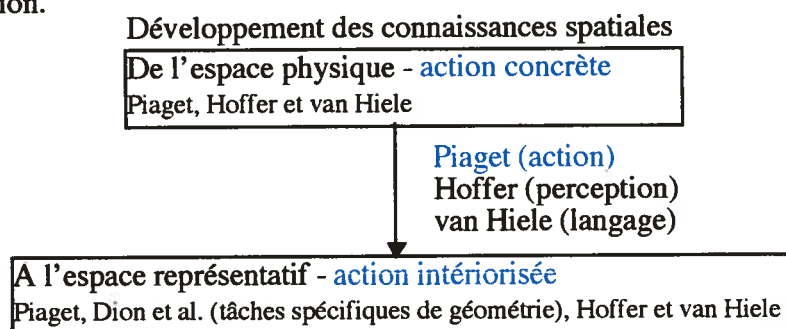 ion.
Développement des connaissances spatiales
De l'espace physique - action concrète
Piaget, Hoffer et van Hiele
Piaget (action)
Hoffer (perception)
van Hiele (langage)
A l'espace représentatif - action intériorisée
Piaget, Dion et al. (tâches spécifiques de géométrie), Hoffer et van Hiele